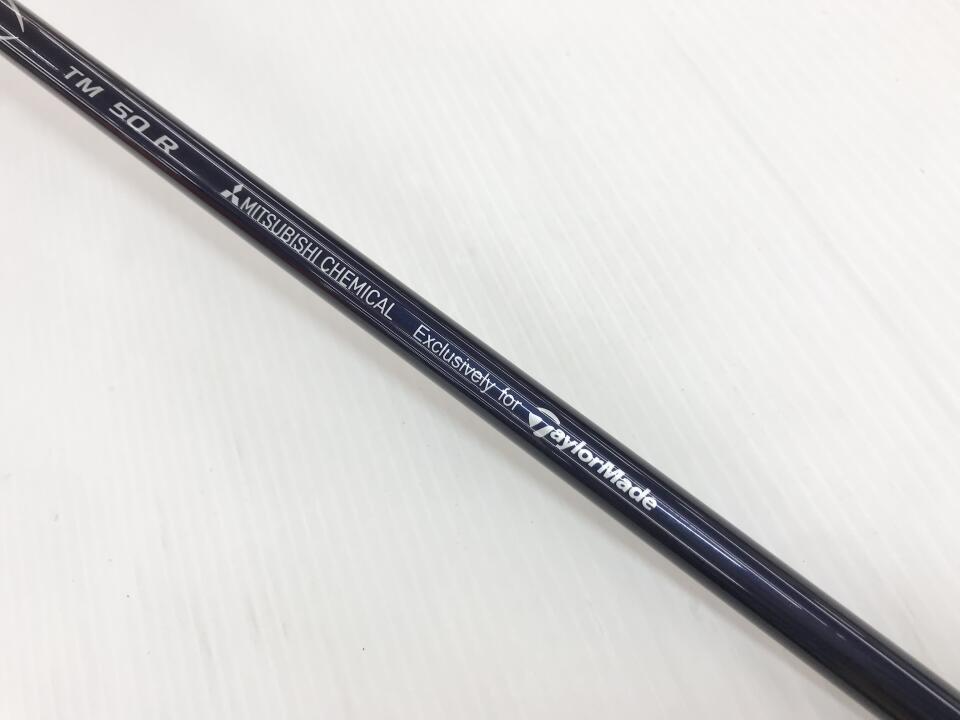 TM 50 R MITSUBISHI CHEMICAL Exclusively for TaylorMade